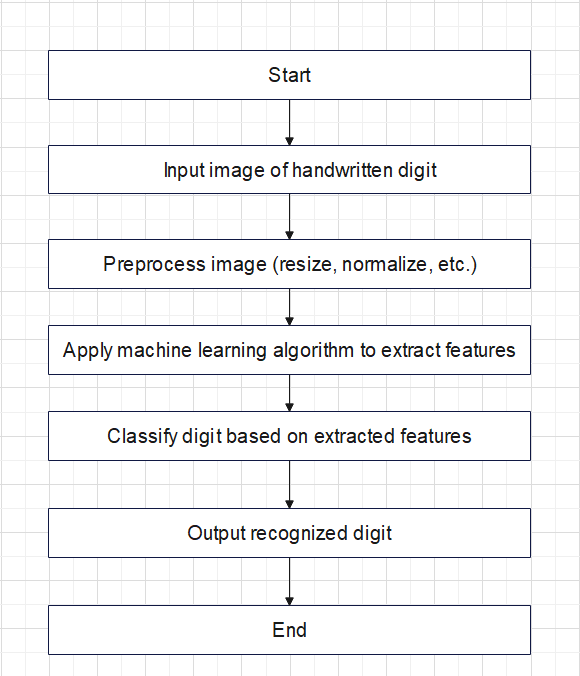 Start
Input image of handwritten digit
Preprocess image (resize, normalize, etc.)
Apply machine learning algorithm to extract features
Classify digit based on extracted features
Output recognized digit
End